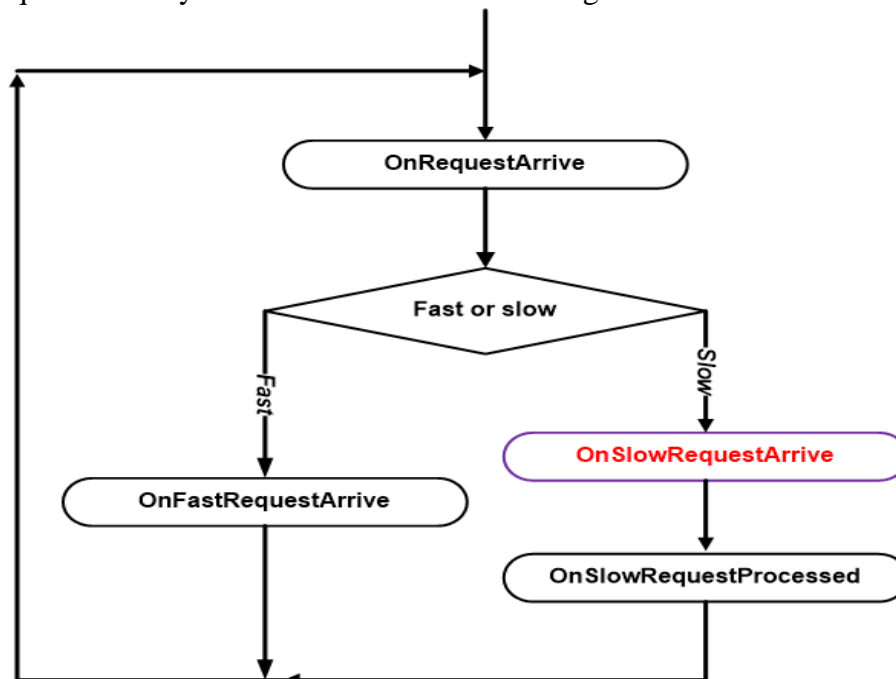 OnRequestArrive
Fast or slow
Fast
Slow
OnSlowRequestArrive
OnFastRequestArrive
OnSlowRequestProcessed